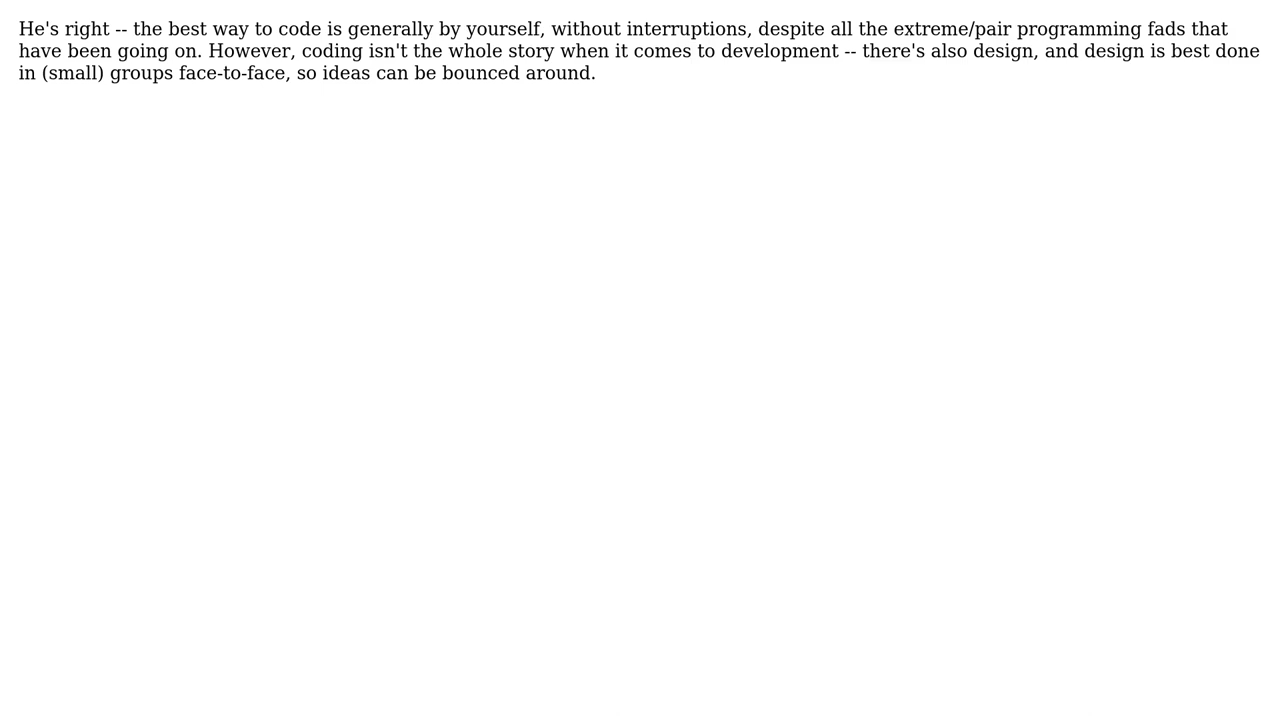 He's right -- the best way to code is generally by yourself, without interruptions, despite all the extreme/pair programming fads that
have been going on. However, coding isn't the whole story when it comes to development -- there's also design, and design is best done
in (small) groups face-to-face, so ideas can be bounced around.